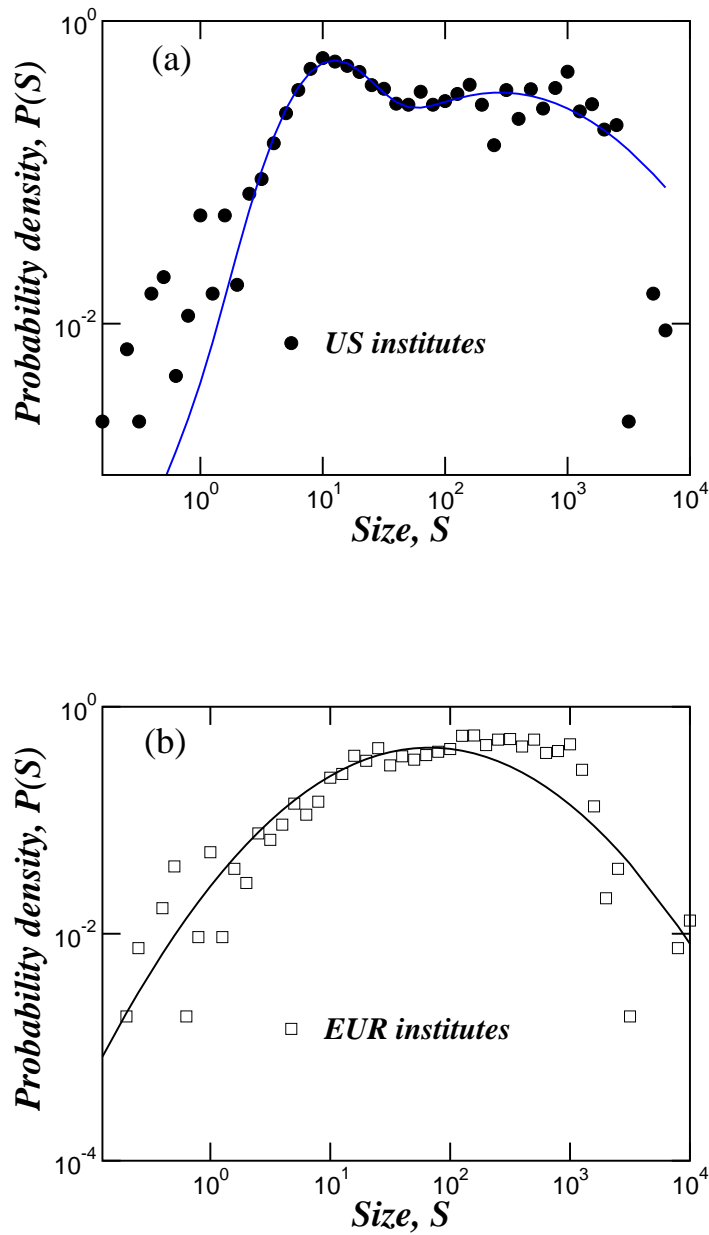 10^0
(a)
Probability density, P(S)
10^-2
US institutes
10^0 10^1 10^2 10^3 10^4
Size, S
10^0
(b)
Probability density, P(S)
10^-2
EUR institutes
10^-4
10^0 10^1 10^2 10^3 10^4
Size, S